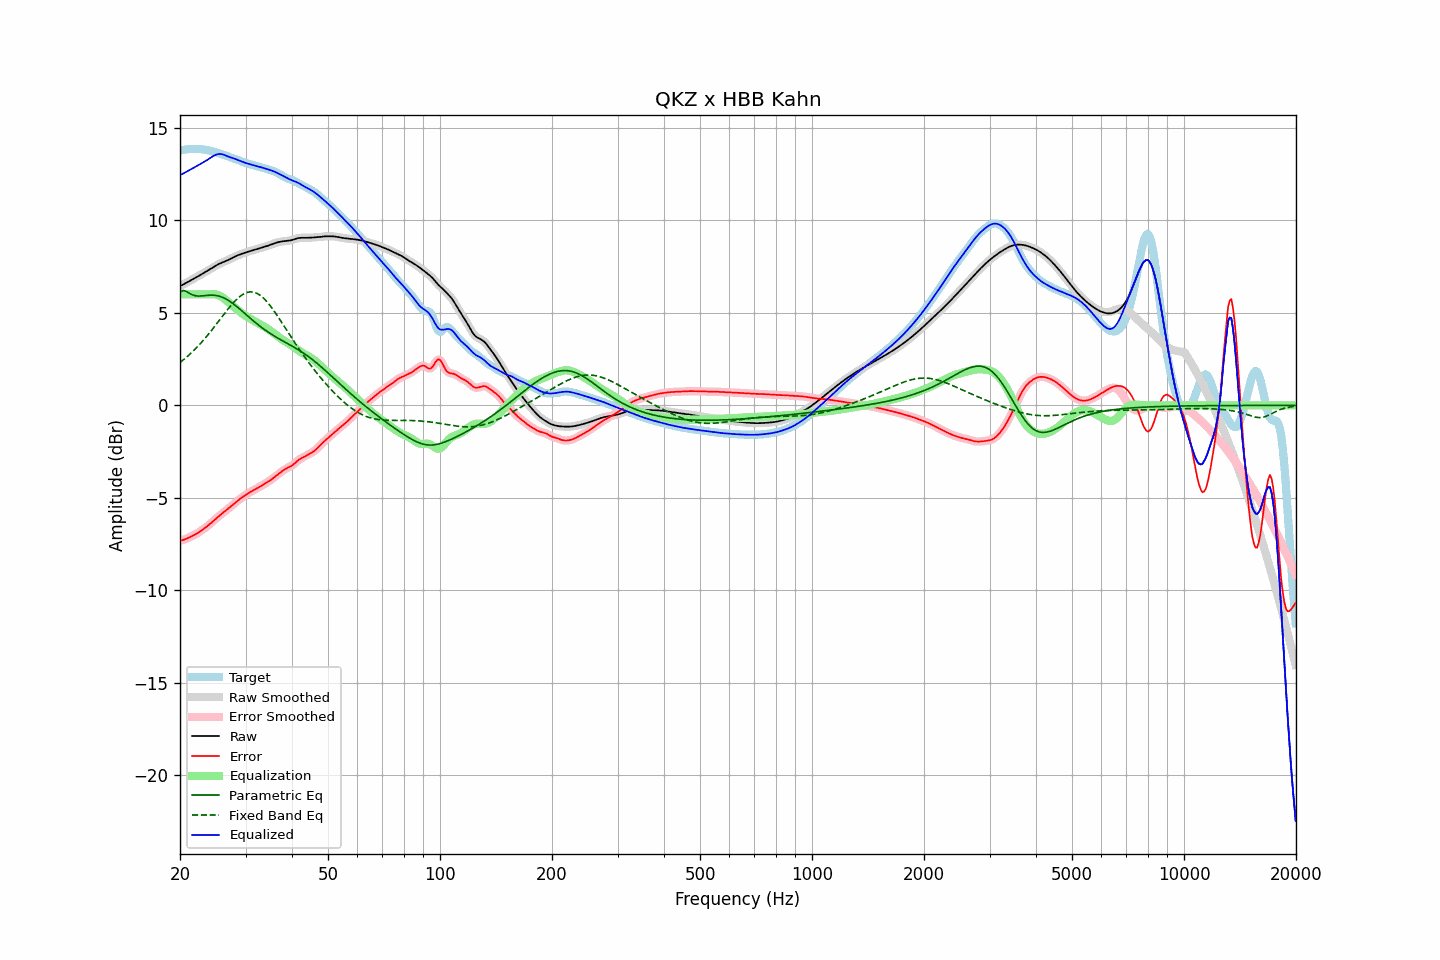 QKZ x HBB Kahn
15
10
5
0
−5
−10
−15
−20
Amplitude (dBr)
Target
Raw Smoothed
Error Smoothed
Raw
Error
Equalization
Parametric Eq
Fixed Band Eq
Equalized
20 50 100 200 500 1000 2000 5000 10000 20000
Frequency (Hz)